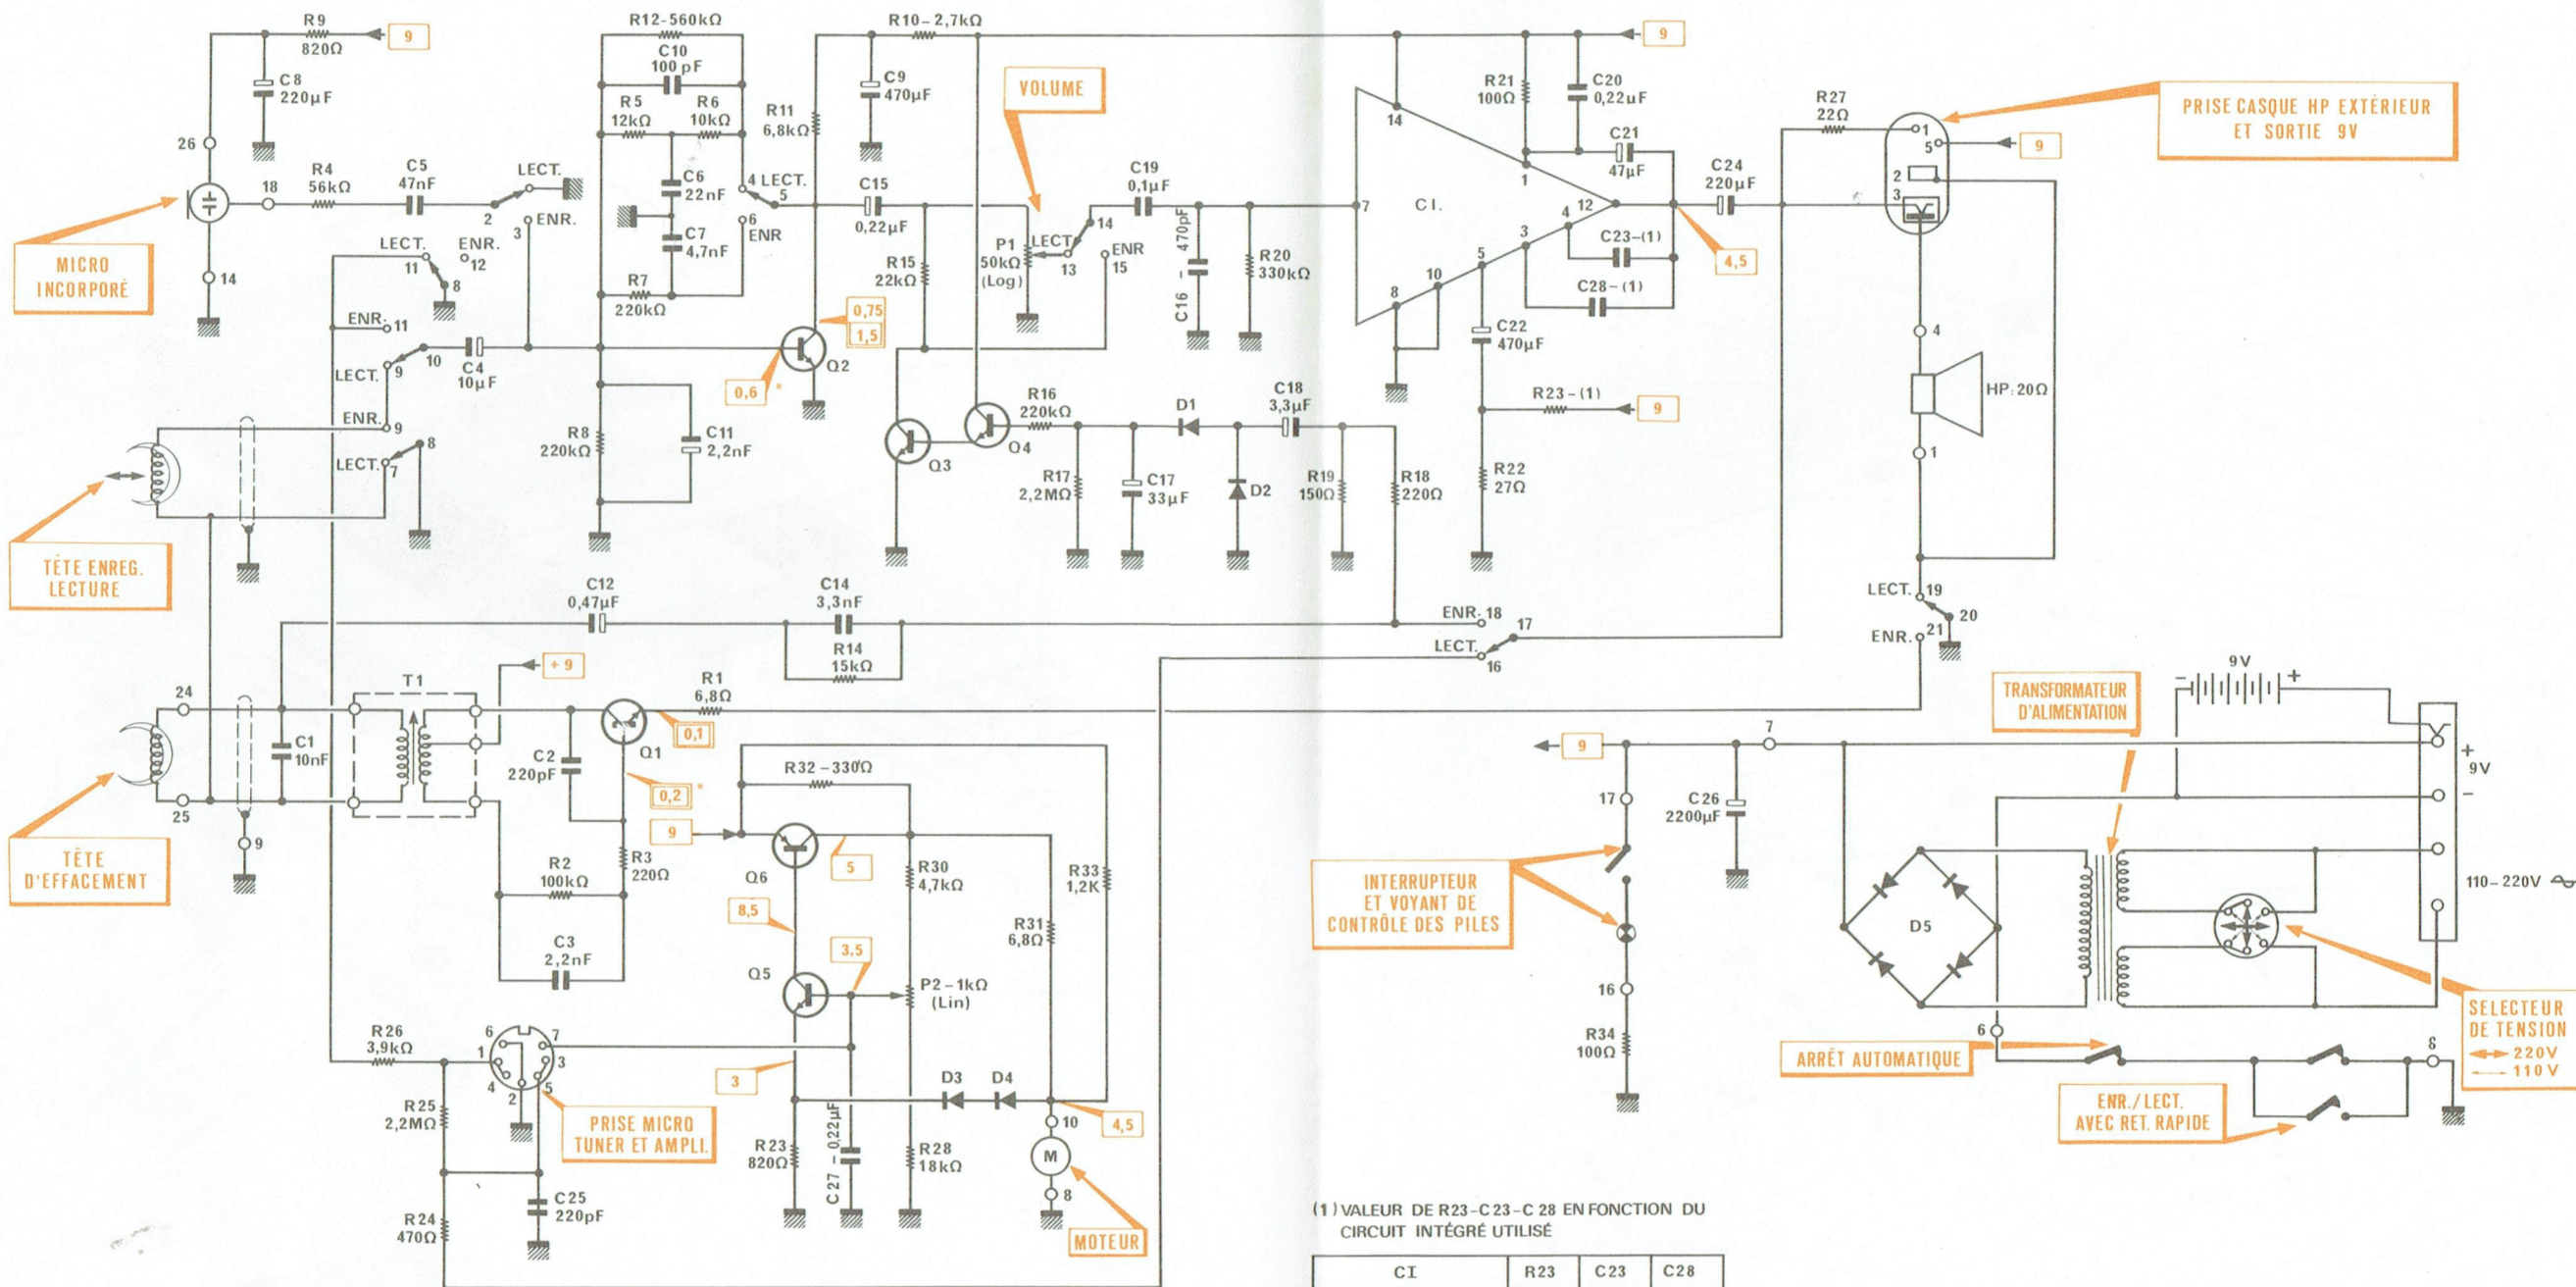 R9
820Ω
9
C8
220µF
26
18
R4
56kΩ
C5
47nF
LECT.
2
3
ENR.
14
MICRO
INCORPORÉ
LECT.
11
ENR.
12
8
ENR.
11
10
LECT.
9
C4
10µF
ENR.
9
8
LECT.
7
TÊTE ENREG.
LECTURE
R12-560kΩ
C10
100 pF
R5
12kΩ
R6
10kΩ
C6
22nF
C7
4,7nF
R7
220kΩ
4 LECT.
5
6
ENR
R11
6,8kΩ
R10-2,7kΩ
C9
470µF
C15
0,22µF
VOLUME
R15
22kΩ
P1
50kΩ
(Log)
LECT
13
14
ENR
15
C19
0,1µF
C16 - 470pF
R20
330kΩ
0,75
1,5
Q2
0,6 *
R8
220kΩ
C11
2,2nF
Q3
Q4
R16
220kΩ
D1
C18
3,3µF
R17
2,2MΩ
C17
33µF
D2
R19
150Ω
R18
220Ω
9
14
7
CI.
1
12
4
3
5
10
8
R21
100Ω
C20
0,22µF
C21
47µF
C23-(1)
C28-(1)
4,5
C24
220µF
C22
470µF
R23-(1)
9
R22
27Ω
R27
22Ω
1
5
2
3
9
PRISE CASQUE HP EXTÉRIEUR
ET SORTIE 9V
4
HP: 20Ω
1
LECT.
19
20
ENR.
21
C12
0,47µF
C14
3,3nF
R14
15kΩ
ENR.
18
17
LECT.
16
+ 9
T1
R1
6,8Ω
0,1
24
C1
10nF
25
9
TÊTE
D'EFFACEMENT
C2
220pF
Q1
0,2 *
R3
220Ω
R2
100kΩ
C3
2,2nF
R32-330Ω
9
Q6
5
8,5
R30
4,7kΩ
R31
6,8Ω
R33
1,2K
3,5
Q5
P2-1kΩ
(Lin)
3
D3
D4
10
4,5
M
8
MOTEUR
R23
820Ω
C27 - 0,22µF
R28
18kΩ
R26
3,9kΩ
6
7
1
3
4
5
2
PRISE MICRO
TUNER ET AMPLI.
R25
2,2MΩ
C25
220pF
R24
470Ω
9
7
17
C26
2200µF
INTERRUPTEUR
ET VOYANT DE
CONTRÔLE DES PILES
16
R34
100Ω
TRANSFORMATEUR
D'ALIMENTATION
9V
-
+
+
9V
-
110-220V
D5
SELECTEUR
DE TENSION
220V
110V
6
ARRÊT AUTOMATIQUE
8
ENR./LECT.
AVEC RET. RAPIDE
(1) VALEUR DE R23-C23-C 28 EN FONCTION DU
CIRCUIT INTÉGRÉ UTILISÉ
CI R23 C23 C28